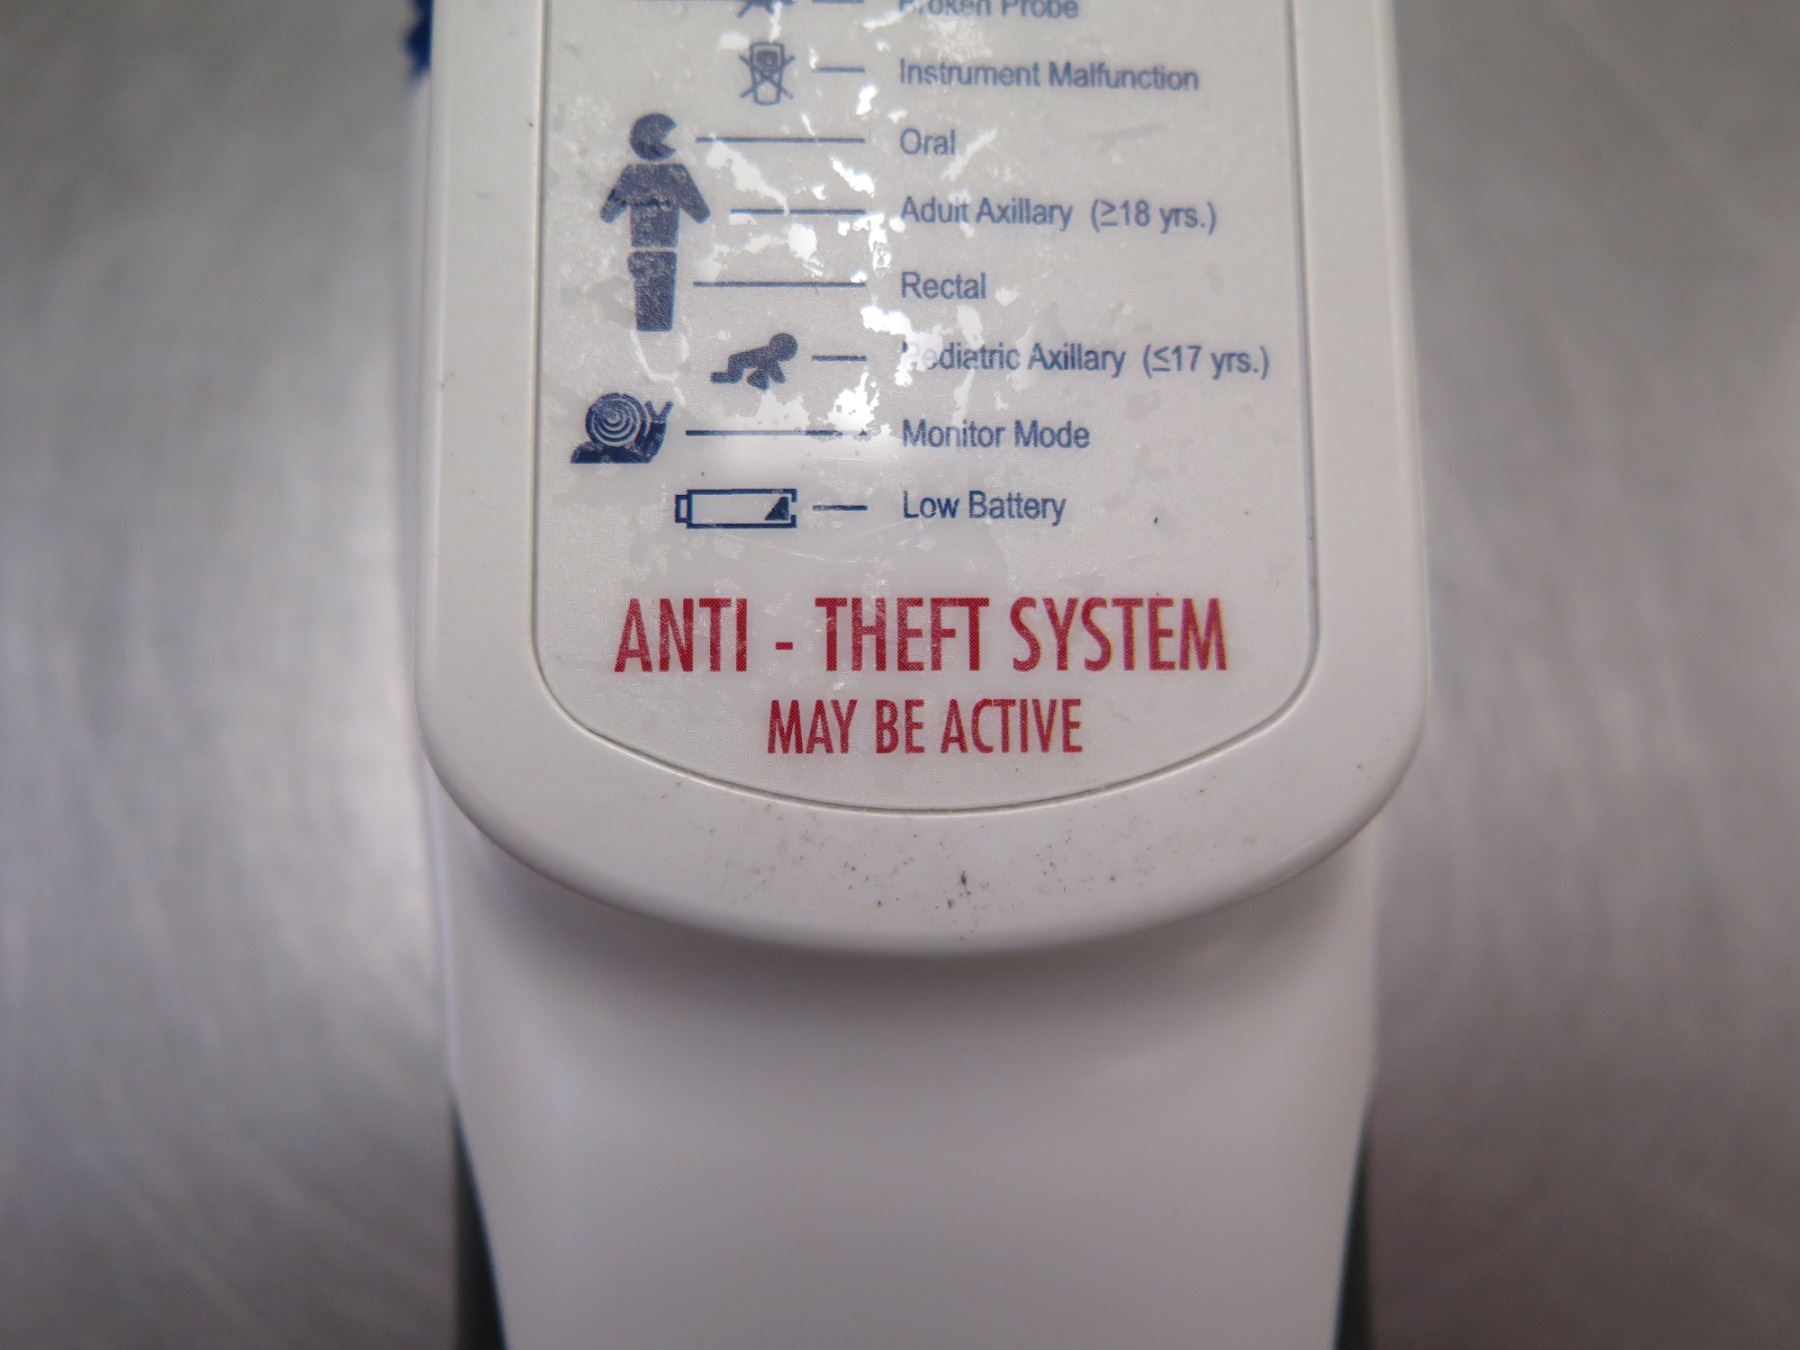 Broken Probe
Instrument Malfunction
Oral
Adult Axillary (≥18 yrs.)
Rectal
Pediatric Axillary (≤17 yrs.)
Monitor Mode
Low Battery
ANTI - THEFT SYSTEM
MAY BE ACTIVE